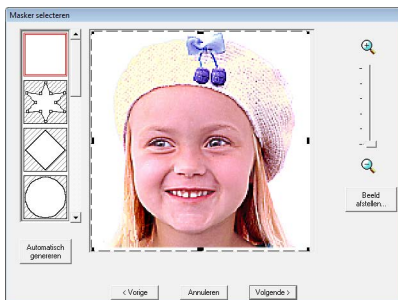 Masker selecteren
Beeld
afstellen...
Automatisch
genereren
< Vorige
Annuleren
Volgende >